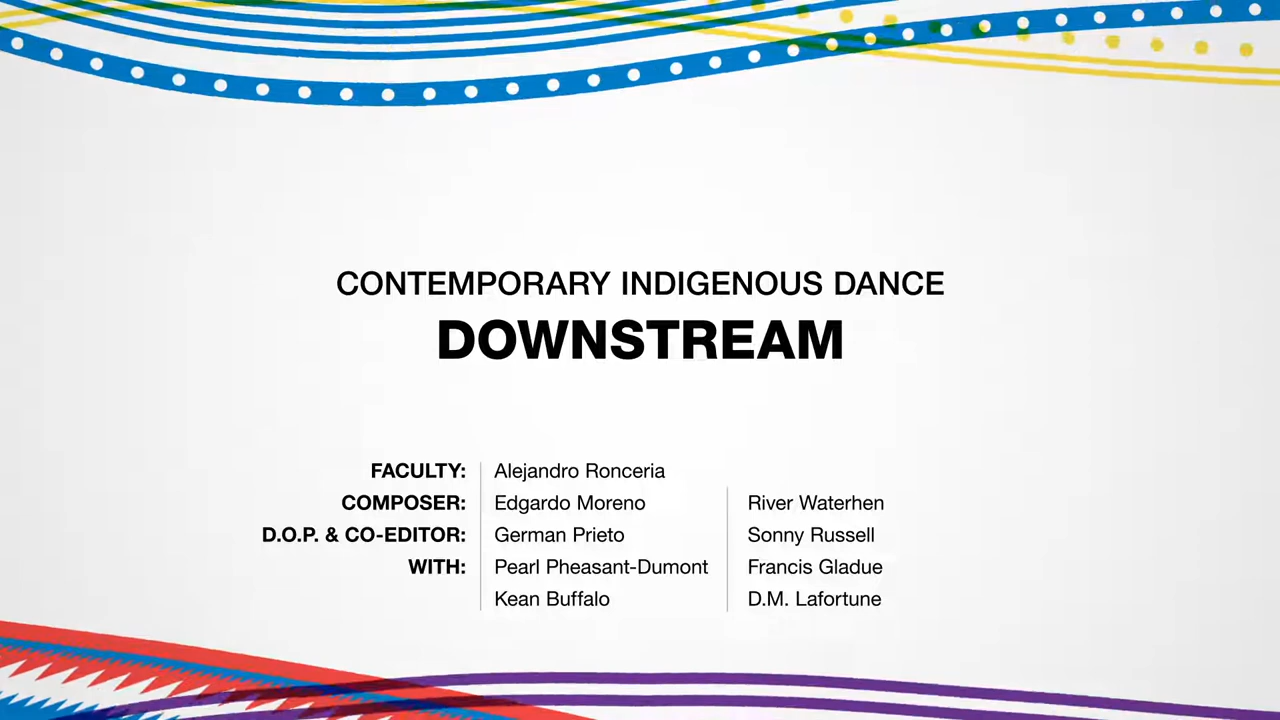 CONTEMPORARY INDIGENOUS DANCE
DOWNSTREAM
FACULTY: Alejandro Ronceria
COMPOSER: Edgardo Moreno River Waterhen
D.O.P. & CO-EDITOR: German Prieto Sonny Russell
WITH: Pearl Pheasant-Dumont Francis Gladue
Kean Buffalo D.M. Lafortune